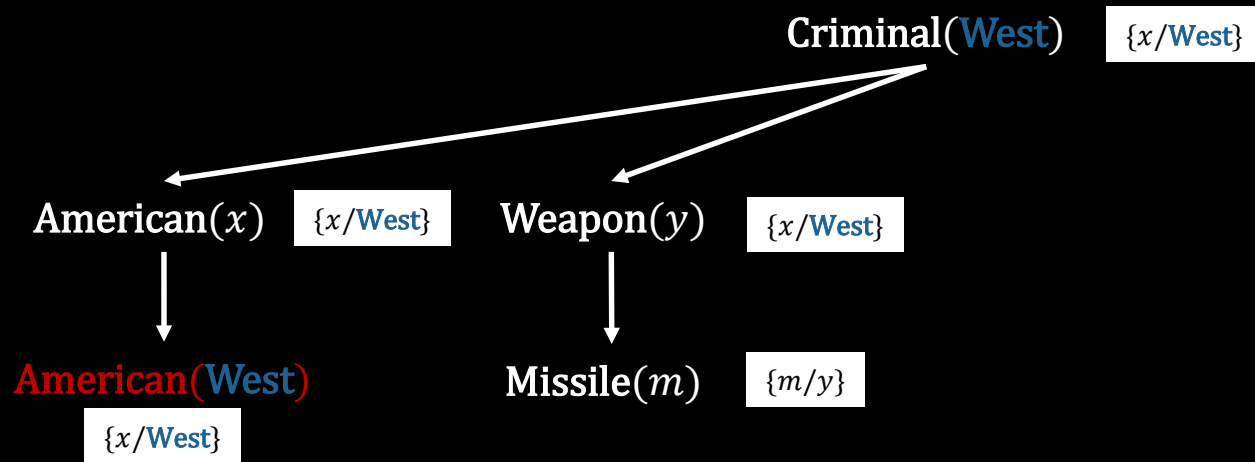 Criminal(West) {x/West}
American(x) {x/West} Weapon(y) {x/West}
American(West) Missile(m) {m/y}
{x/West}